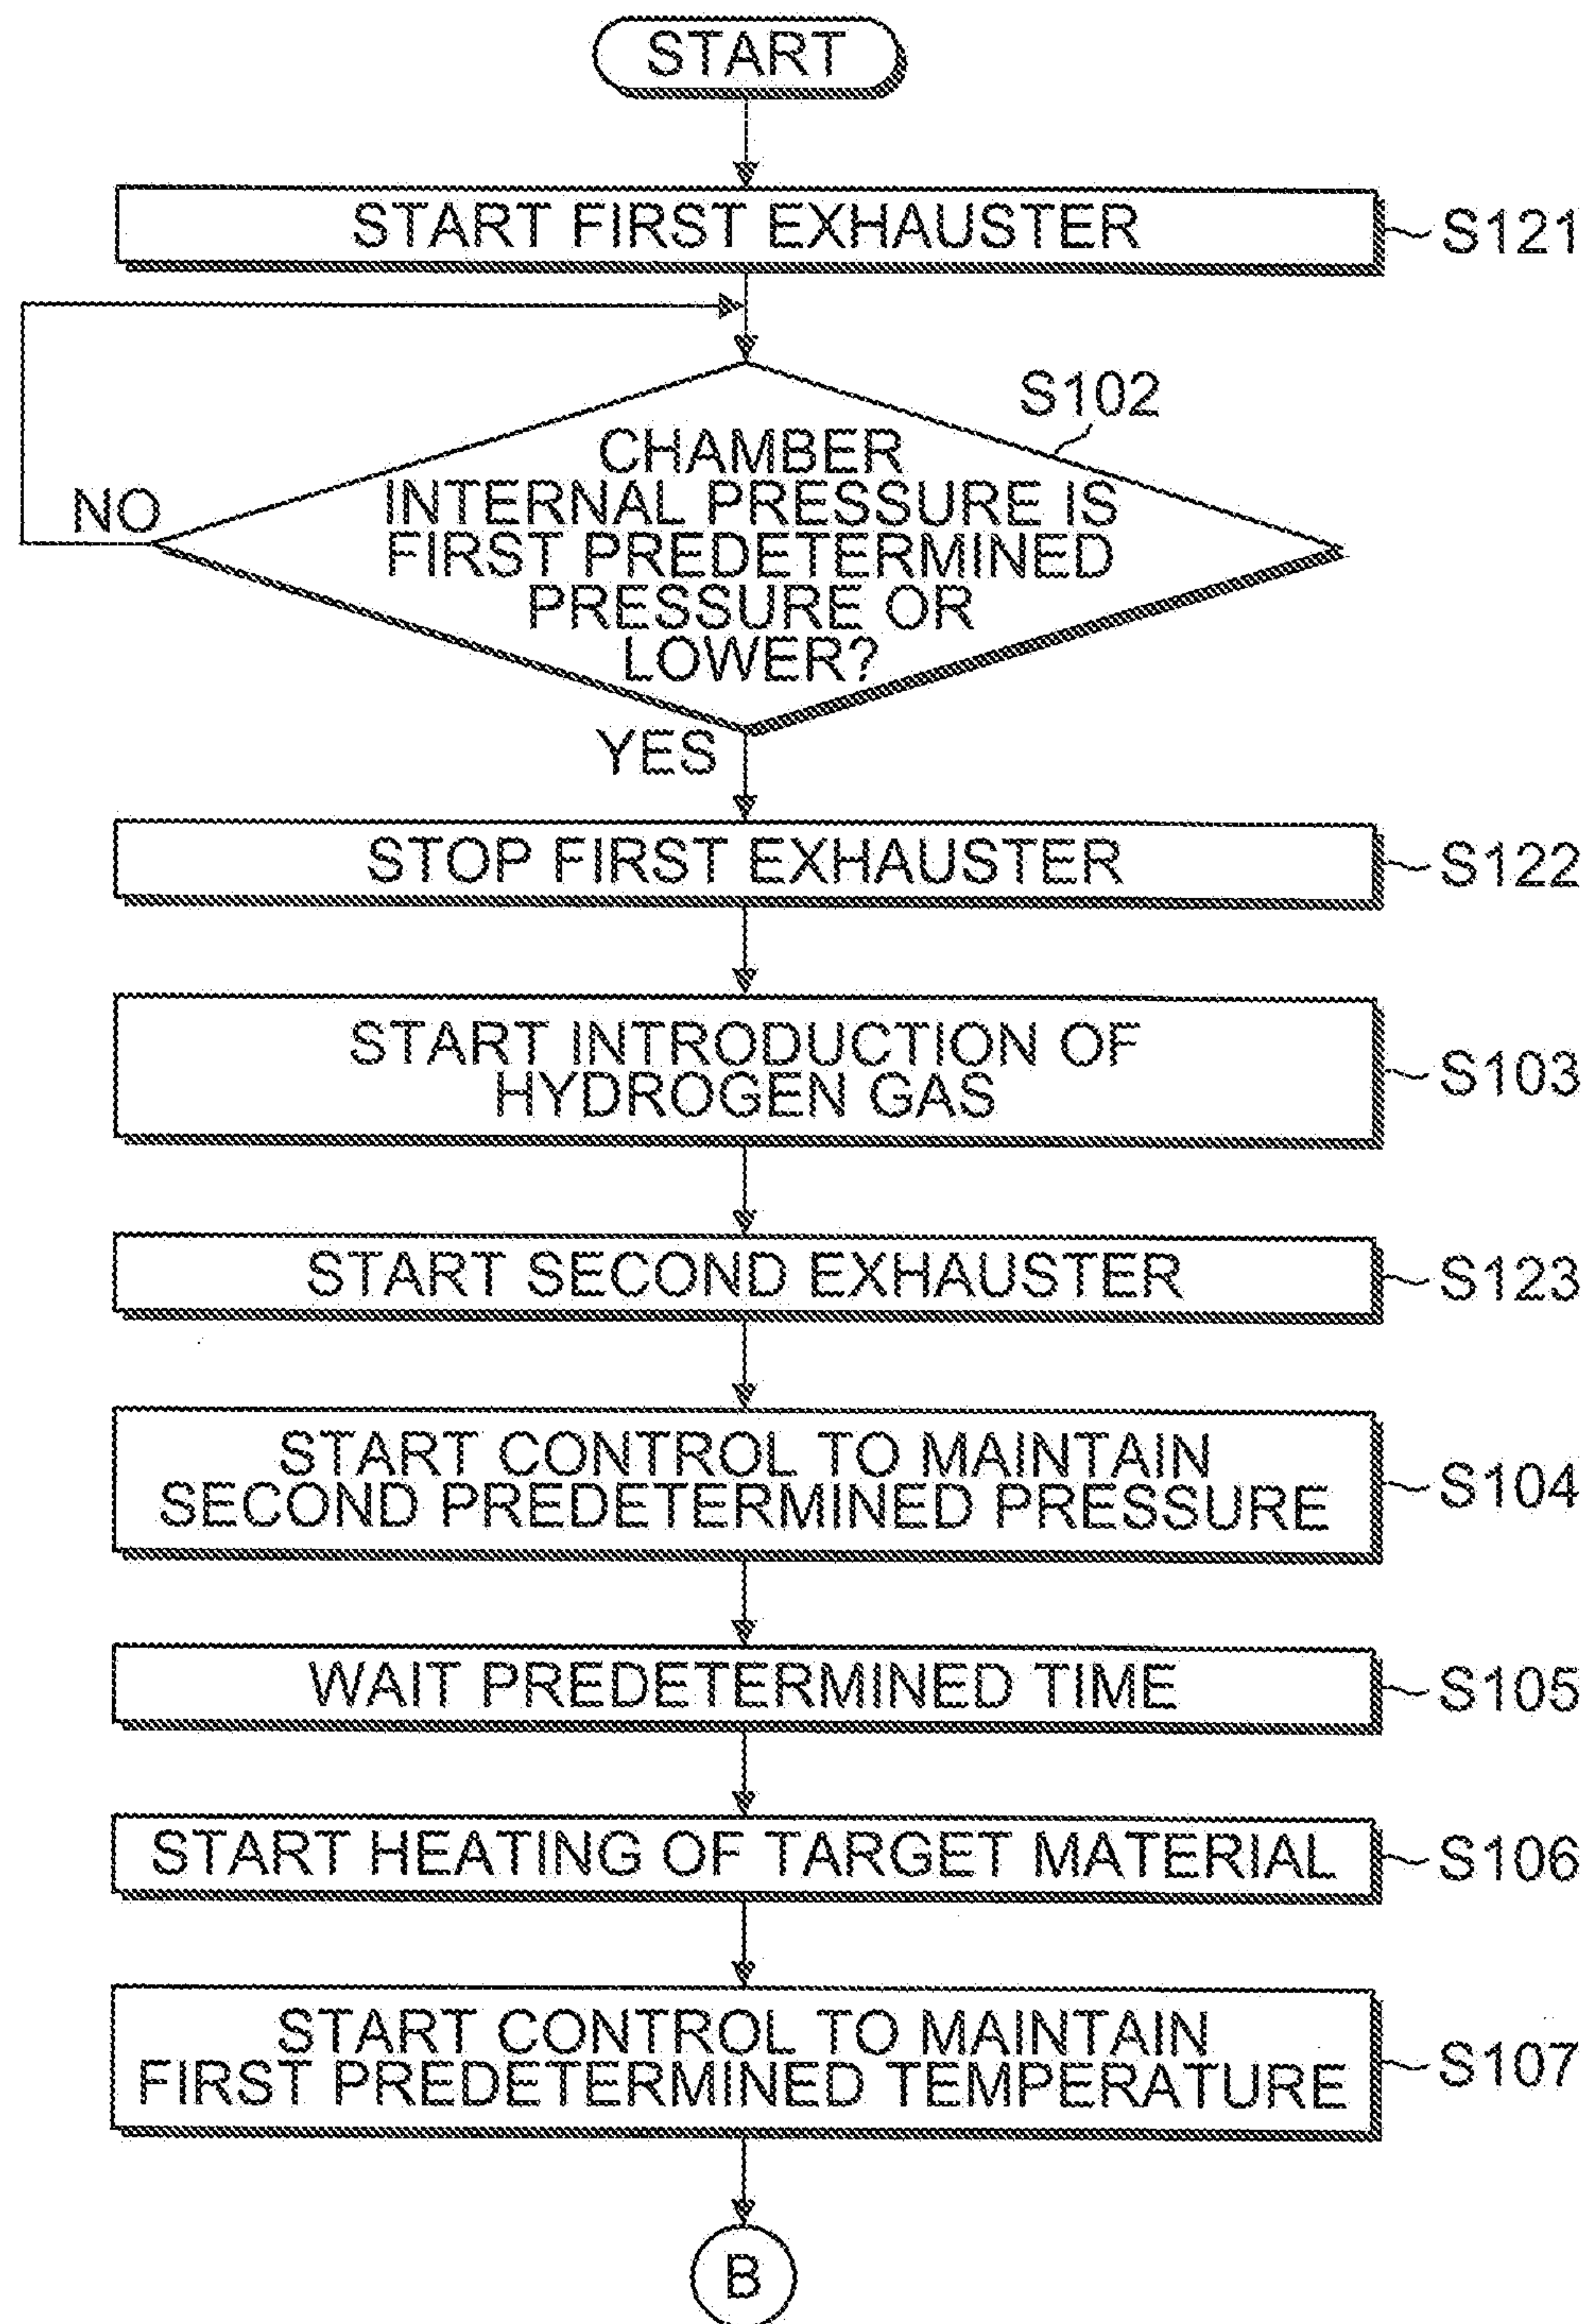 START
START FIRST EXHAUSTER
S121
S102
CHAMBER
INTERNAL PRESSURE IS
FIRST PREDETERMINED
PRESSURE OR
LOWER?
NO
YES
STOP FIRST EXHAUSTER
S122
START INTRODUCTION OF
HYDROGEN GAS
S103
START SECOND EXHAUSTER
S123
START CONTROL TO MAINTAIN
SECOND PREDETERMINED PRESSURE
S104
WAIT PREDETERMINED TIME
S105
START HEATING OF TARGET MATERIAL
S106
START CONTROL TO MAINTAIN
FIRST PREDETERMINED TEMPERATURE
S107
B